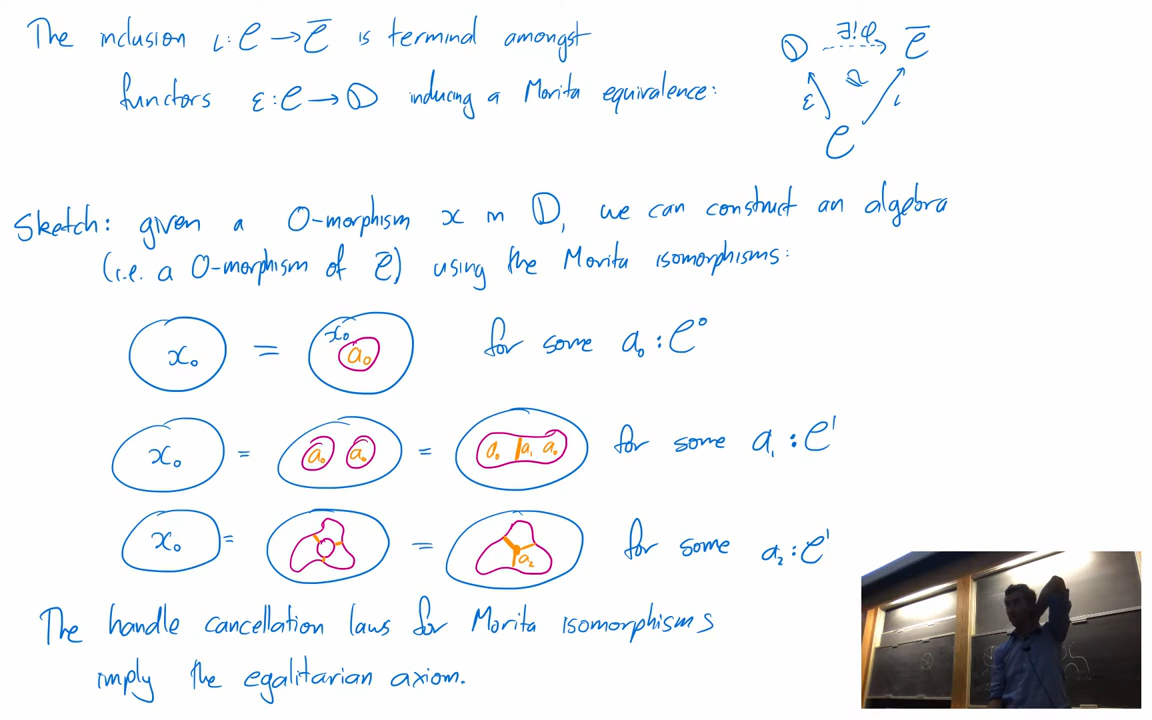 The inclusion ι: C → C̄ is terminal amongst
functors ε: C → D inducing a Morita equivalence:
D ∃!φ C̄
ε ι
C
Sketch: given a 0-morphism x in D, we can construct an algebra
(i.e. a 0-morphism of C̄) using the Morita isomorphisms:
x₀ = x₀ a₀ for some a₀ : C⁰
x₀ = a₀ a₀ = a₀ a₁ a₀ for some a₁ : C¹
x₀ = = a₂ for some a₂ : C¹
The handle cancellation laws for Morita isomorphisms
imply the egalitarian axiom.